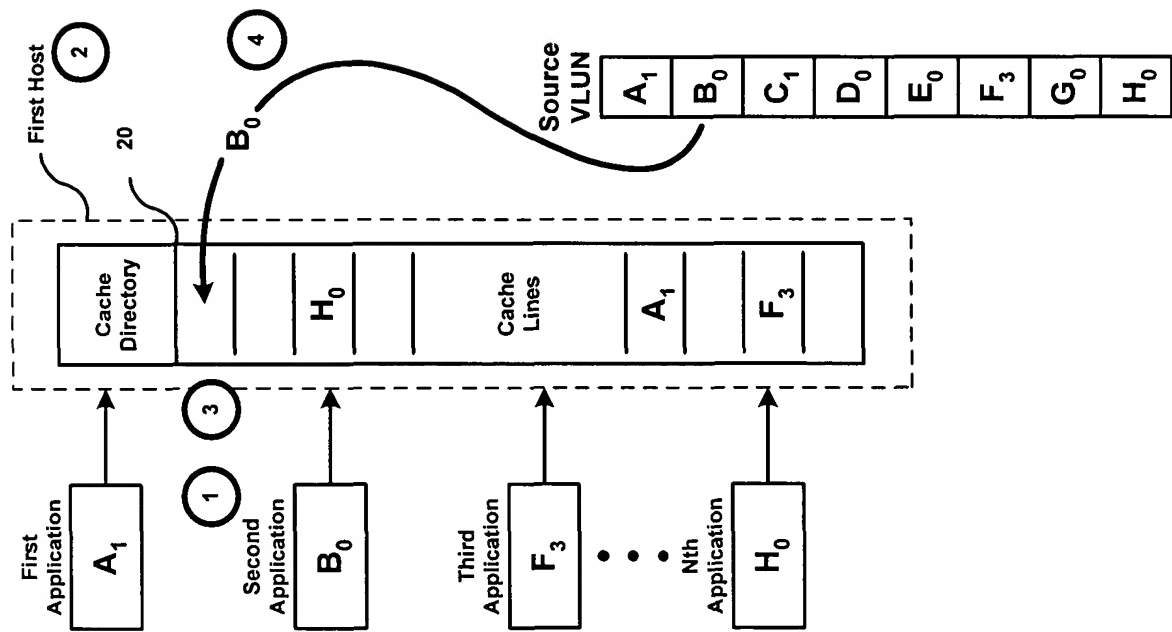 First Host
2
20
B₀
4
Cache
Directory
H₀
Cache
Lines
A₁
F₃
3
1
First
Application
A₁
Second
Application
B₀
Third
Application
F₃
• • •
Nth
Application
H₀
Source
VLUN
A₁
B₀
C₁
D₀
E₀
F₃
G₀
H₀